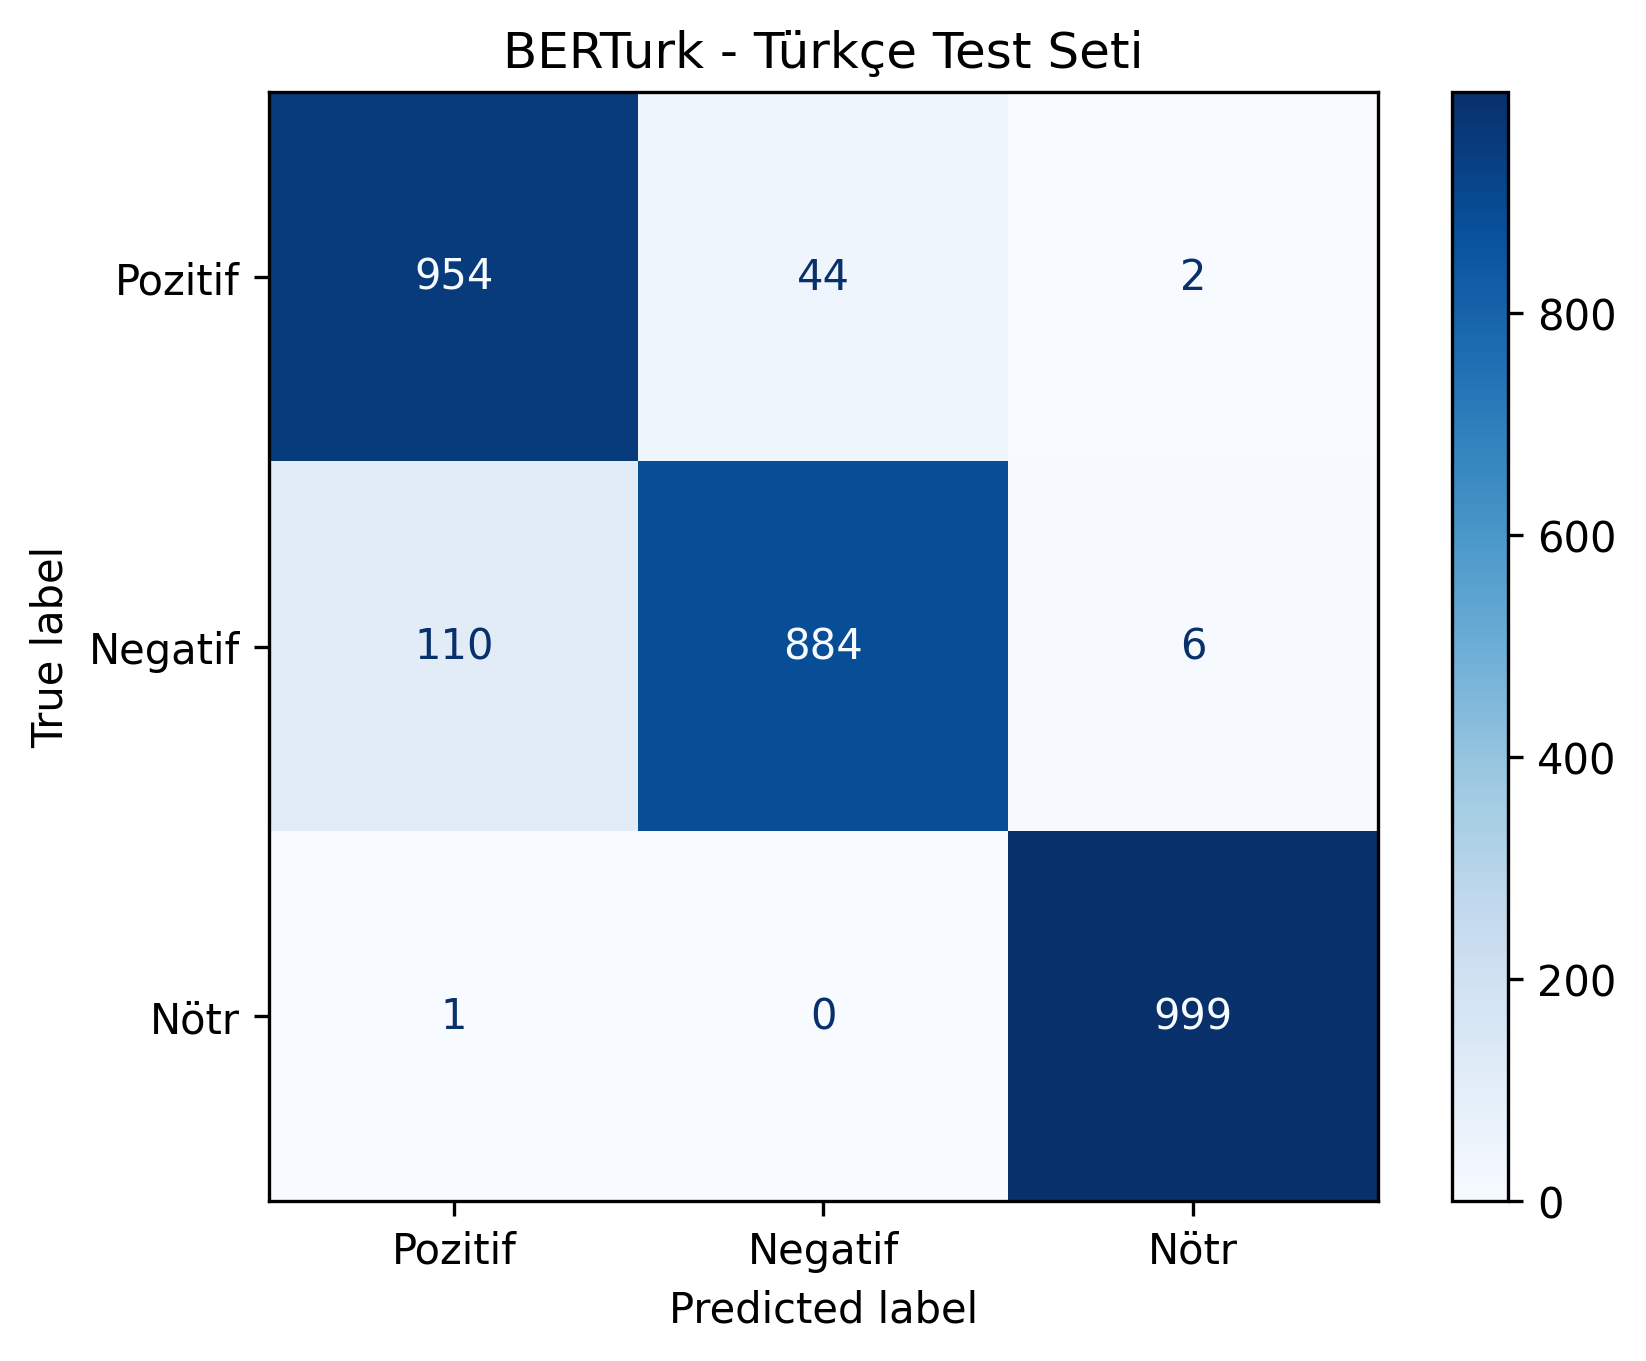 BERTurk - Türkçe Test Seti
True label
Pozitif 954 44 2
Negatif 110 884 6
Nötr 1 0 999
Pozitif Negatif Nötr
Predicted label
800
600
400
200
0